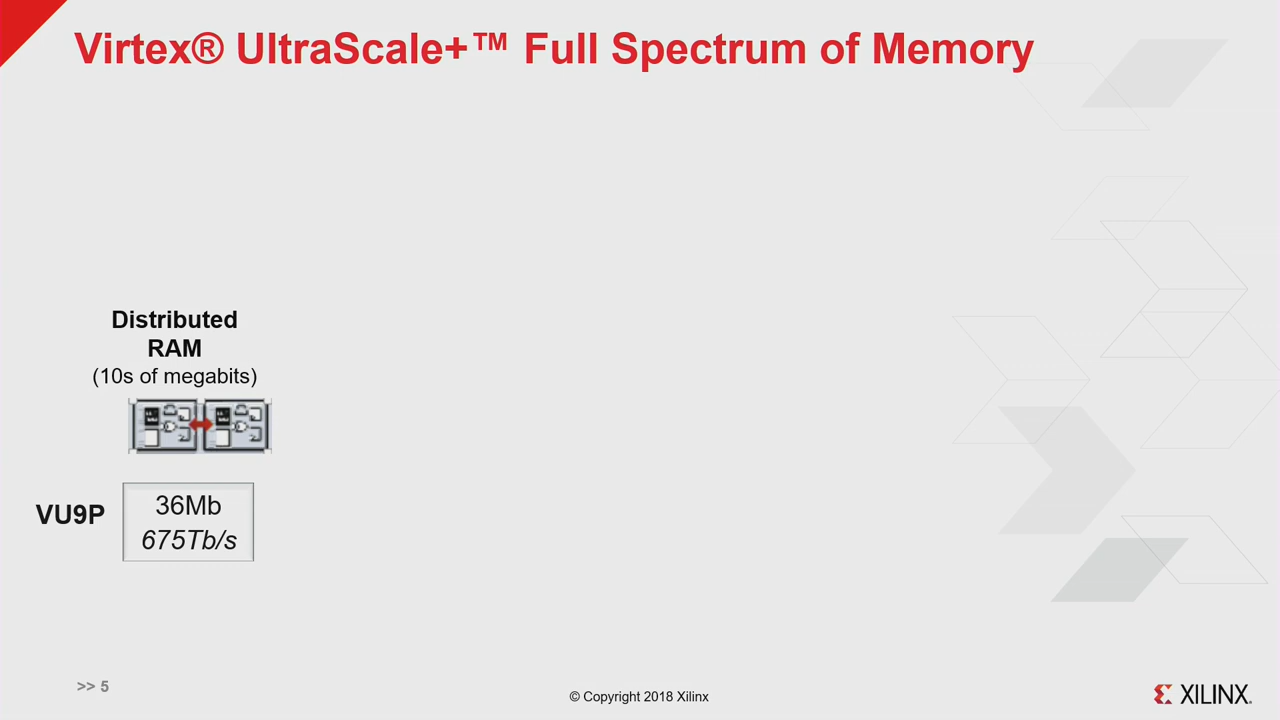 Virtex® UltraScale+™ Full Spectrum of Memory
Distributed
RAM
(10s of megabits)
VU9P
36Mb
675Tb/s
>> 5
© Copyright 2018 Xilinx
XILINX.